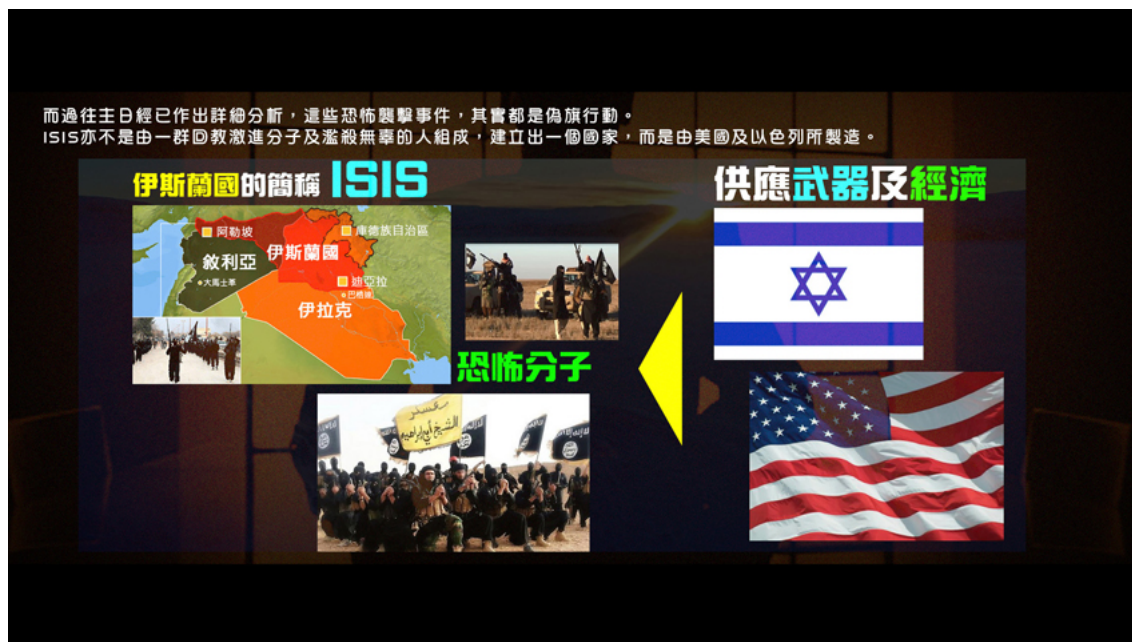 而過往主日經已作出詳細分析，這些恐怖襲擊事件，其實都是偽旗行動。
ISIS亦不是由一群回教激進分子及濫殺無辜的人組成，建立出一個國家，而是由美國及以色列所製造。
伊斯蘭國的簡稱 ISIS
供應武器及經濟
阿勒坡
庫德族自治區
伊斯蘭國
敘利亞
大馬士革
迪亞拉
巴格達
伊拉克
恐怖分子